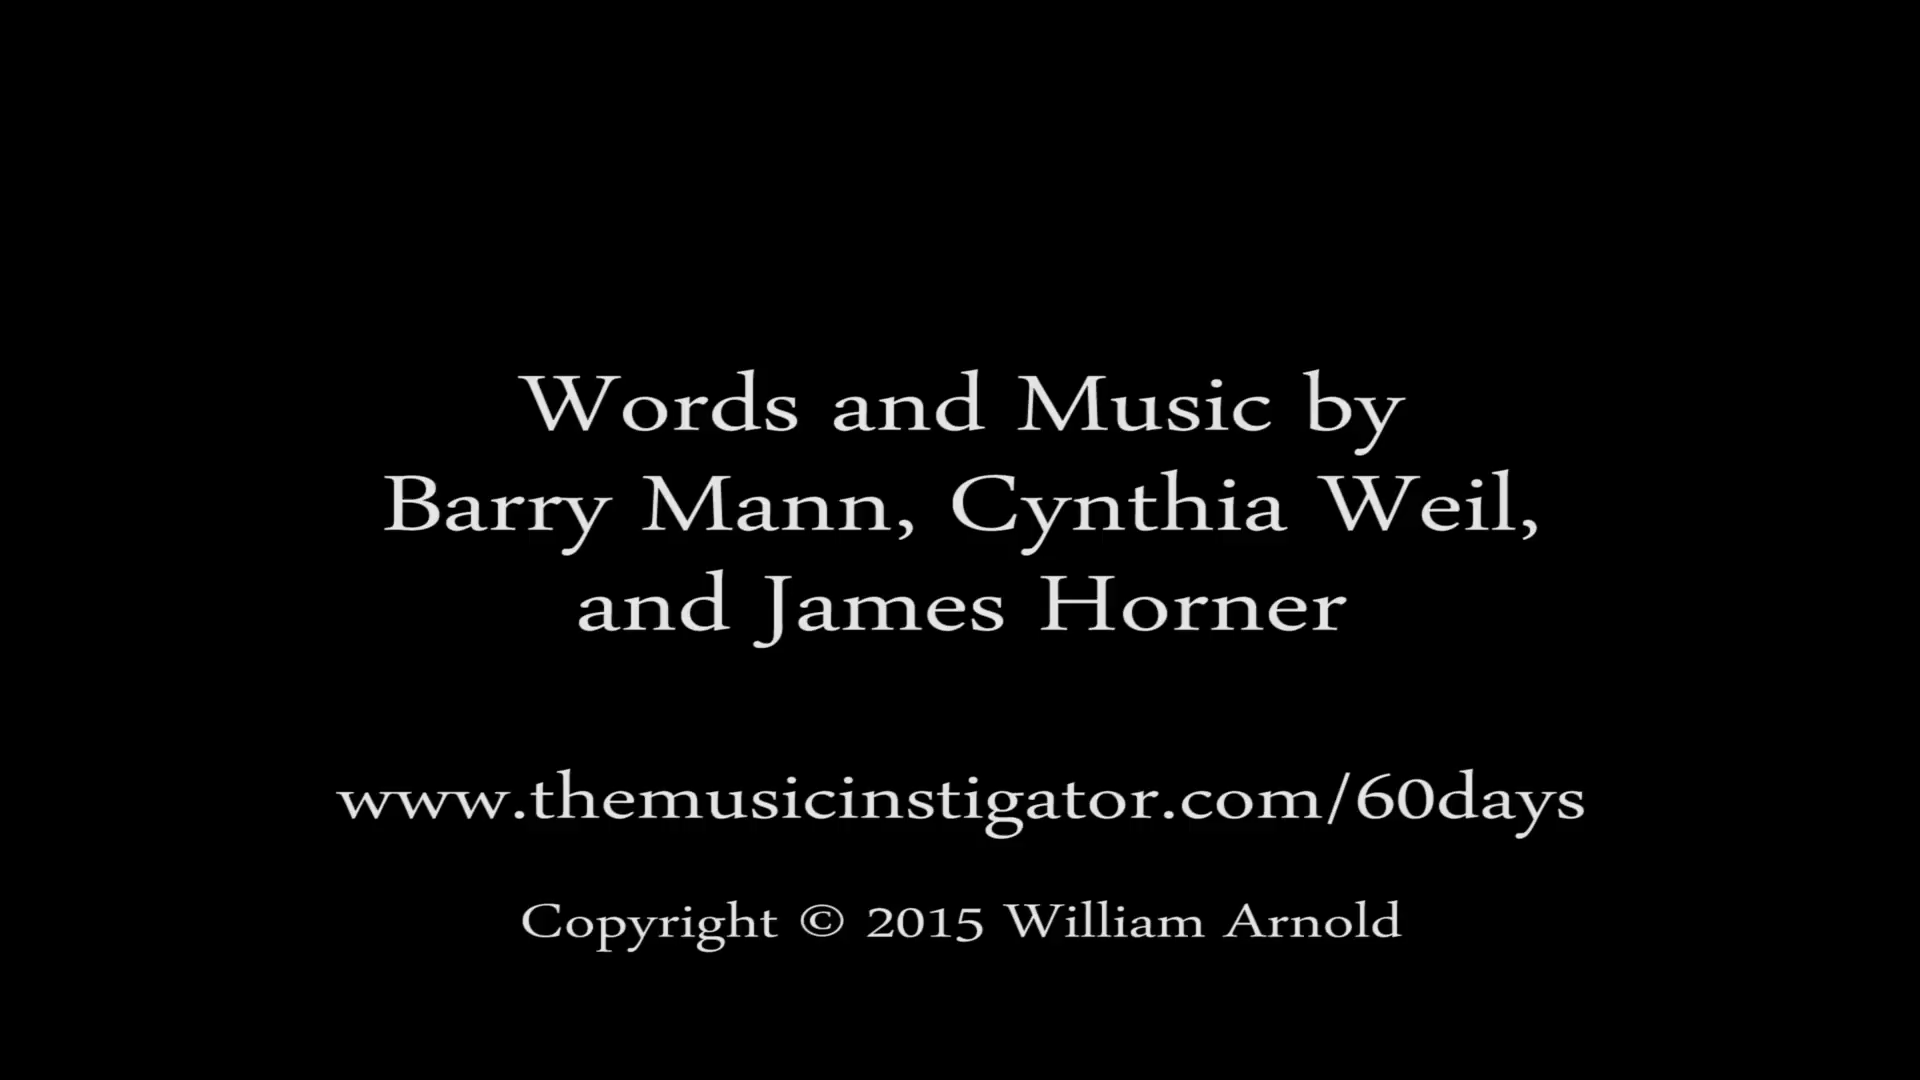 Words and Music by
Barry Mann, Cynthia Weil,
and James Horner
www.themusicinstigator.com/60days
Copyright © 2015 William Arnold